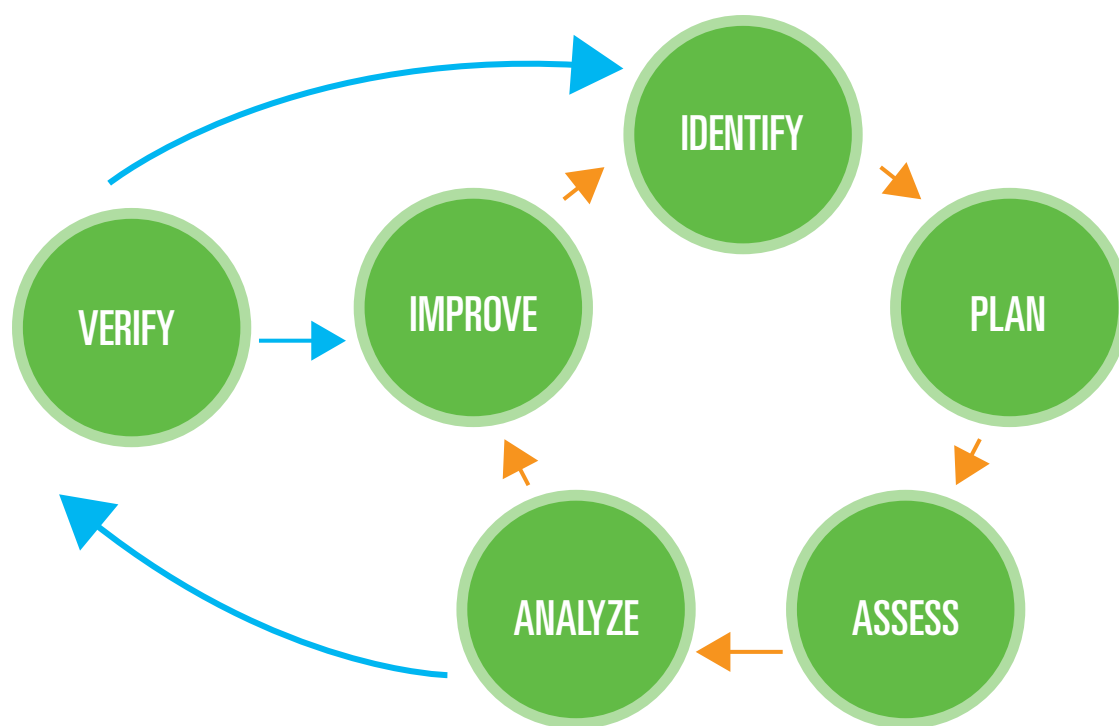 IDENTIFY
VERIFY
IMPROVE
PLAN
ANALYZE
ASSESS